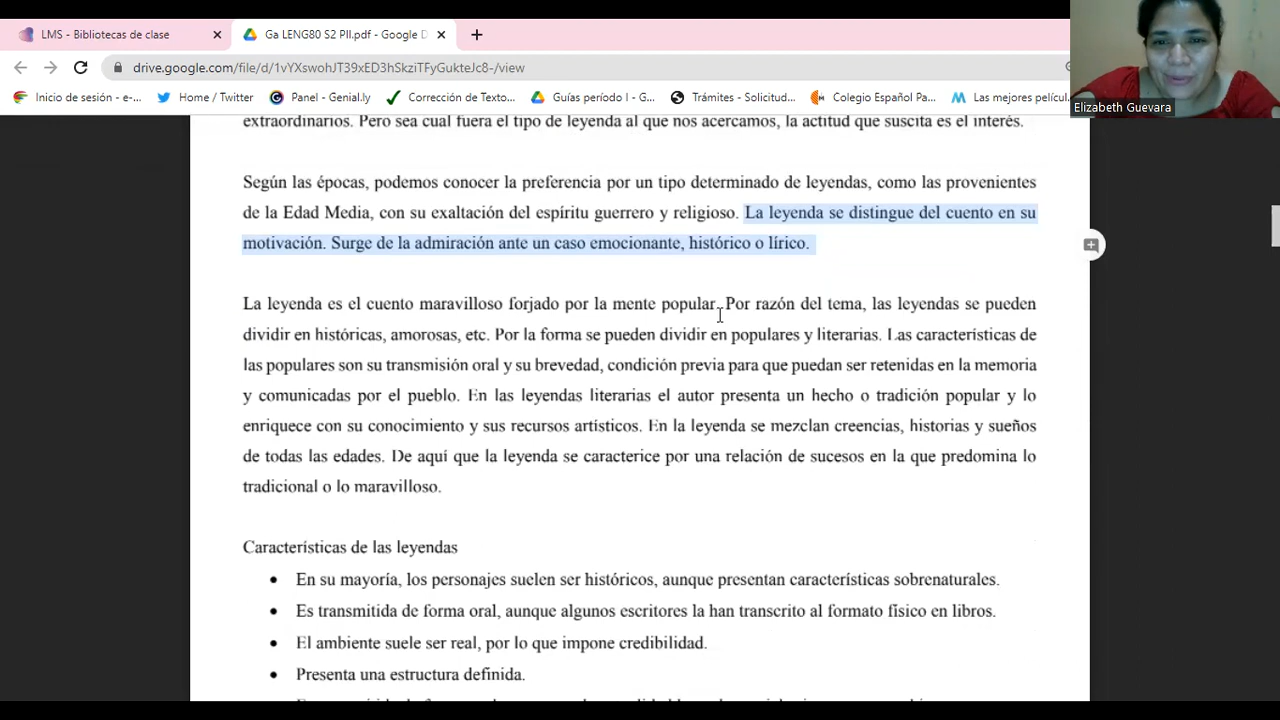 LMS - Bibliotecas de clase
Ga LENG80 S2 PII.pdf - Google D
drive.google.com/file/d/1vYXswohJT39xED3hSkziTFyGukteJc8-/view
Inicio de sesión - e-... Home / Twitter Panel - Genial.ly Corrección de Texto... Guías período I - G... Trámites - Solicitud... Colegio Español Pa... Las mejores películ...
Elizabeth Guevara
extraordinarios. Pero sea cual fuera el tipo de leyenda al que nos acercamos, la actitud que suscita es el interés.
Según las épocas, podemos conocer la preferencia por un tipo determinado de leyendas, como las provenientes
de la Edad Media, con su exaltación del espíritu guerrero y religioso. La leyenda se distingue del cuento en su
motivación. Surge de la admiración ante un caso emocionante, histórico o lírico.
La leyenda es el cuento maravilloso forjado por la mente popular. Por razón del tema, las leyendas se pueden
dividir en históricas, amorosas, etc. Por la forma se pueden dividir en populares y literarias. Las características de
las populares son su transmisión oral y su brevedad, condición previa para que puedan ser retenidas en la memoria
y comunicadas por el pueblo. En las leyendas literarias el autor presenta un hecho o tradición popular y lo
enriquece con su conocimiento y sus recursos artísticos. En la leyenda se mezclan creencias, historias y sueños
de todas las edades. De aquí que la leyenda se caracterice por una relación de sucesos en la que predomina lo
tradicional o lo maravilloso.
Características de las leyendas
• En su mayoría, los personajes suelen ser históricos, aunque presentan características sobrenaturales.
• Es transmitida de forma oral, aunque algunos escritores la han transcrito al formato físico en libros.
• El ambiente suele ser real, por lo que impone credibilidad.
• Presenta una estructura definida.